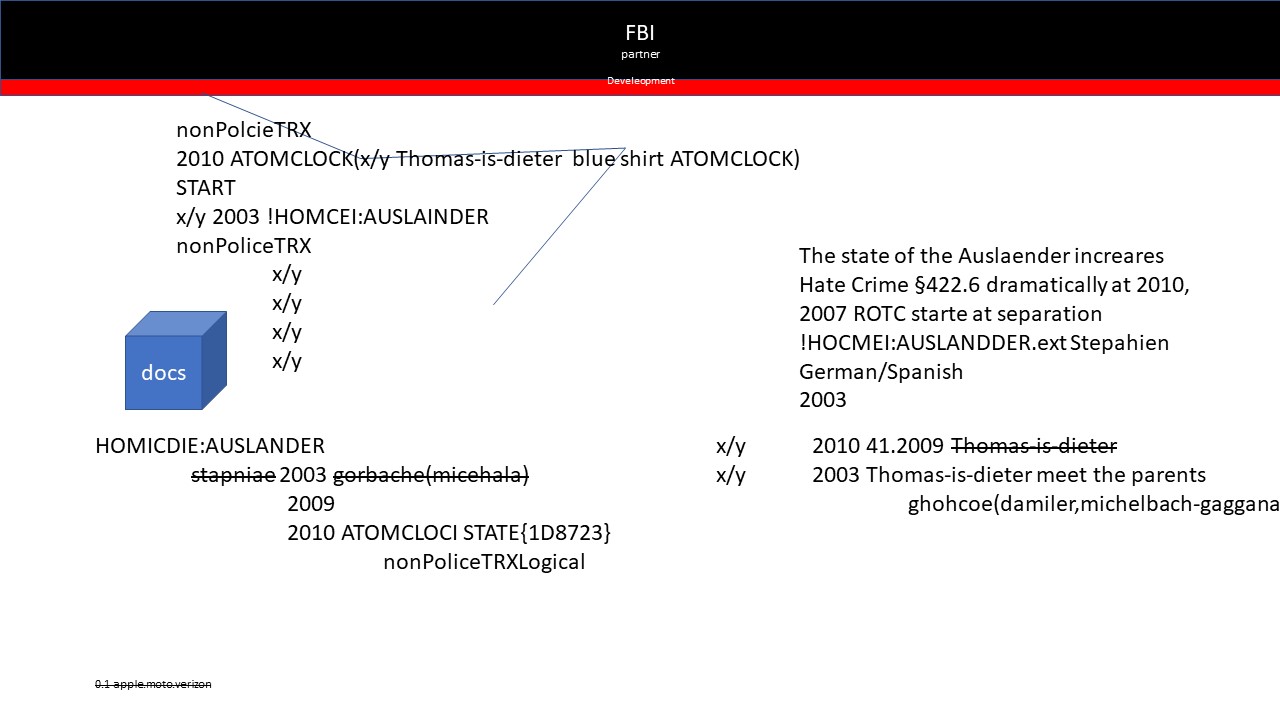 FBI
partner
Develeopment
nonPolcieTRX
2010 ATOMCLOCK(x/y Thomas-is-dieter  blue shirt ATOMCLOCK)
START
x/y 2003 !HOMCEI:AUSLAINDER
nonPoliceTRX
x/y
x/y
x/y
x/y
docs
The state of the Auslaender increares
Hate Crime §422.6 dramatically at 2010,
2007 ROTC starte at separation
!HOCMEI:AUSLANDDER.ext Stepahien
German/Spanish
2003
HOMICDIE:AUSLANDER
stapniae 2003 gorbache(micehala)
2009
2010 ATOMCLOCI STATE{1D8723}
nonPoliceTRXLogical
x/y 2010 41.2009 Thomas-is-dieter
x/y 2003 Thomas-is-dieter meet the parents
ghohcoe(damiler,michelbach-gaggana
0.1 apple.moto.verizon